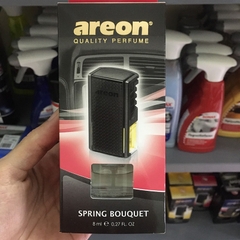 areon
QUALITY PERFUME
SPRING BOUQUET
8 ml ℮ 0,27 FL. OZ